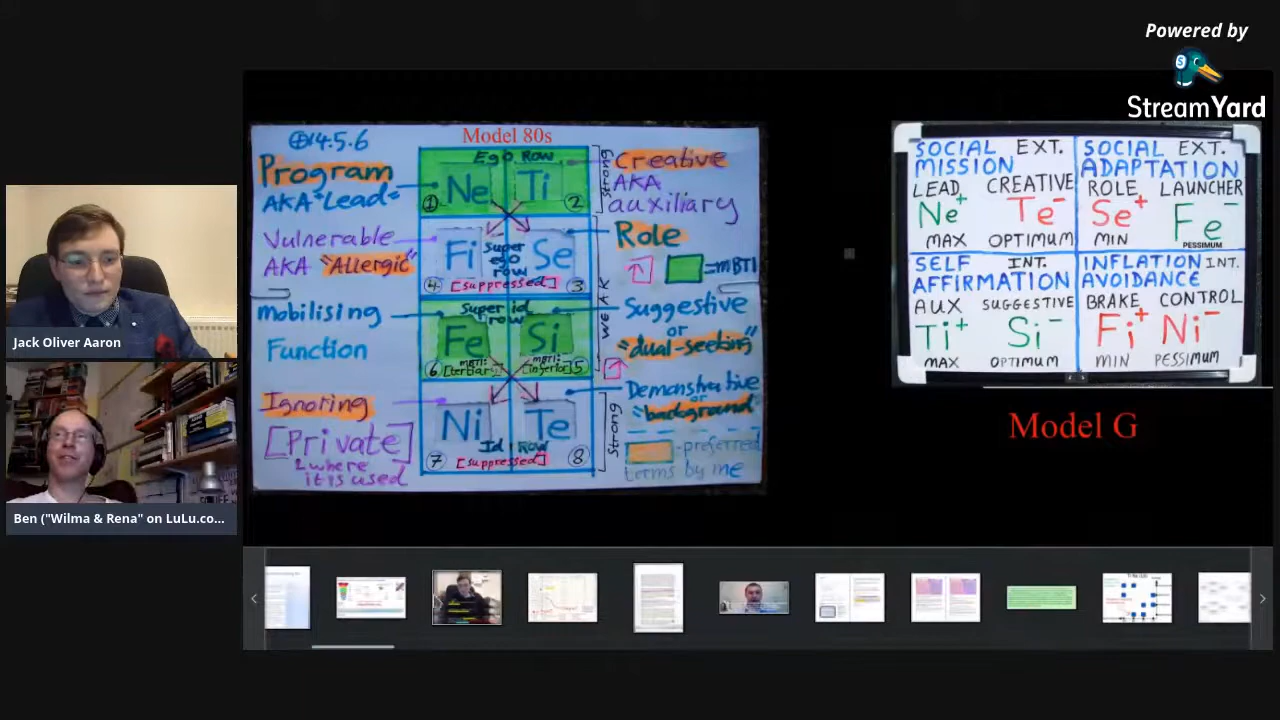 Powered by
StreamYard
Jack Oliver Aaron
Ben ("Wilma & Rena" on LuLu.co...
Model 80s
⊕14.5.6
Program
AKA "Lead"
Ego Row
① Ne Ti ②
strong
Creative
AKA
auxiliary
Vulnerable
AKA "Allergic"
Fi Se
super
ego
row
④ [suppressed] ③
WEAK
Role
=MBTI
mobilising
Function
Super id
row
Fe Si
⑥ MBTI: [tertiary] MBTI: [inferior] ⑤
Suggestive
or
"dual-seeking"
Ignoring
[Private]
where
it is used
Ni Te
Id Row
⑦ [suppressed] ⑧
strong
Demonstrative
or
"background"
-preferred
terms by me
SOCIAL EXT.
MISSION
LEAD CREATIVE
Ne+ Te-
MAX OPTIMUM
SOCIAL EXT.
ADAPTATION
ROLE LAUNCHER
Se+ Fe-
MIN PESSIMUM
SELF INT.
AFFIRMATION
AUX SUGGESTIVE
Ti+ Si-
MAX OPTIMUM
INFLATION INT.
AVOIDANCE
BRAKE CONTROL
Fi+ Ni-
MIN PESSIMUM
Model G